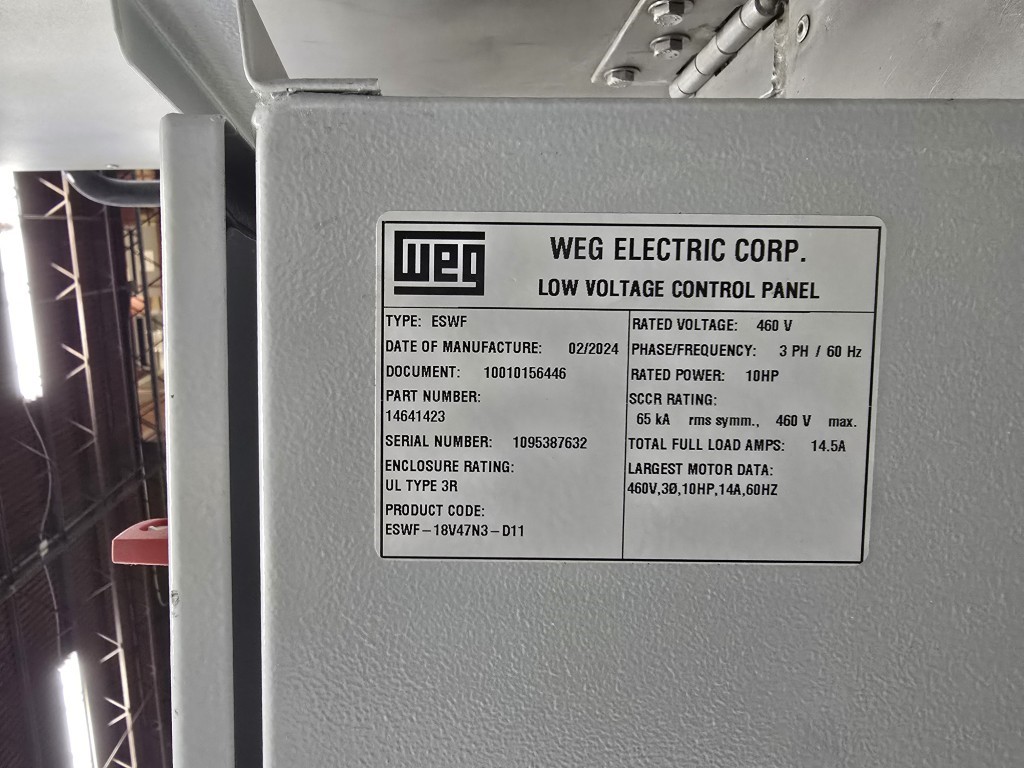 weg
WEG ELECTRIC CORP.
LOW VOLTAGE CONTROL PANEL
TYPE: ESWF
DATE OF MANUFACTURE: 02/2024
DOCUMENT: 10010156446
PART NUMBER:
14641423
SERIAL NUMBER: 1095387632
ENCLOSURE RATING:
UL TYPE 3R
PRODUCT CODE:
ESWF-18V47N3-D11
RATED VOLTAGE: 460 V
PHASE/FREQUENCY: 3 PH / 60 Hz
RATED POWER: 10HP
SCCR RATING:
65 kA rms symm., 460 V max.
TOTAL FULL LOAD AMPS: 14.5A
LARGEST MOTOR DATA:
460V,3Ø,10HP,14A,60HZ